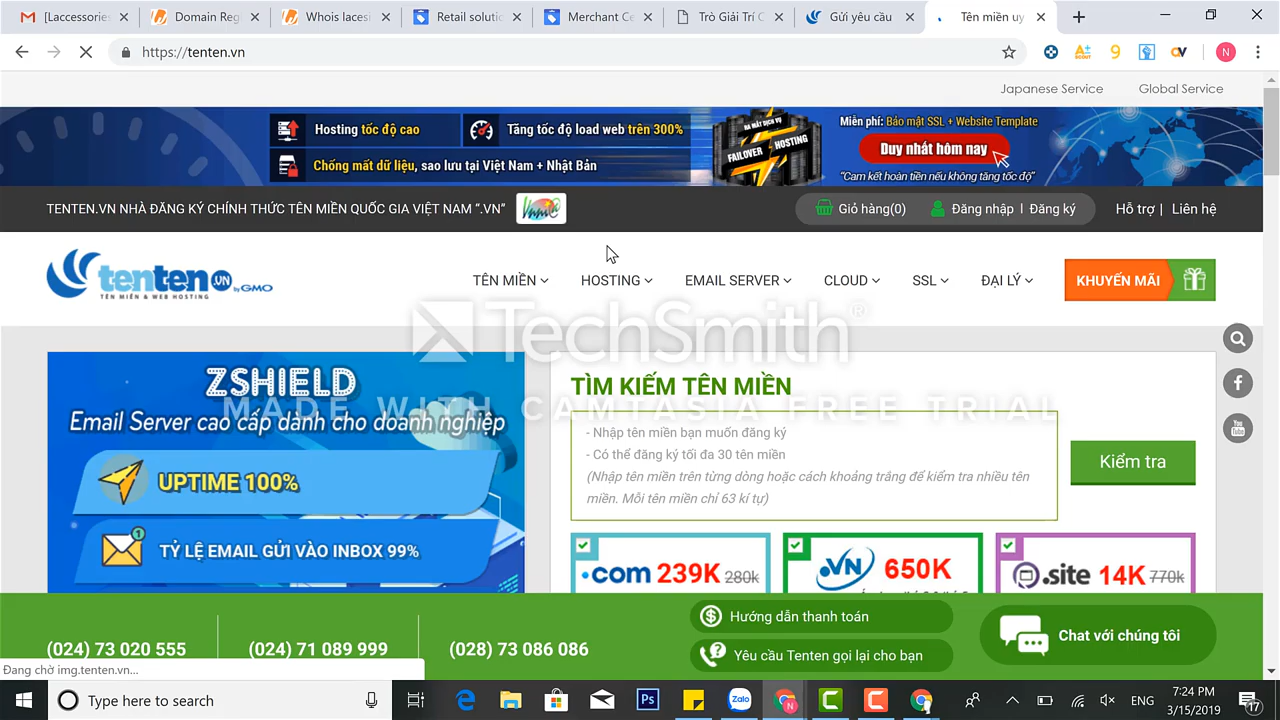 [Laccessories
Domain Reg
Whois lacesi
Retail soluti
Merchant Ce
Trò Giải Trí C
Gửi yêu cầu
Tên miền uy
https://tenten.vn
N
Japanese Service
Global Service
Hosting tốc độ cao
Tăng tốc độ load web trên 300%
Chống mất dữ liệu, sao lưu tại Việt Nam + Nhật Bản
RA MẮT DỊCH VỤ
FAILOVER HOSTING
Miễn phí: Bảo mật SSL + Website Template
Duy nhất hôm nay
"Cam kết hoàn tiền nếu không tăng tốc độ"
TENTEN.VN NHÀ ĐĂNG KÝ CHÍNH THỨC TÊN MIỀN QUỐC GIA VIỆT NAM “.VN”
Giỏ hàng(0)
Đăng nhập | Đăng ký
Hỗ trợ |
Liên hệ
tenten.VN by GMO
TÊN MIỀN & WEB HOSTING
TÊN MIỀN
HOSTING
EMAIL SERVER
CLOUD
SSL
ĐẠI LÝ
KHUYẾN MÃI
TechSmith®
MADE WITH CAMTASIA FREE TRIAL
ZSHIELD
Email Server cao cấp dành cho doanh nghiệp
UPTIME 100%
1
TỶ LỆ EMAIL GỬI VÀO INBOX 99%
TÌM KIẾM TÊN MIỀN
- Nhập tên miền bạn muốn đăng ký
- Có thể đăng ký tối đa 30 tên miền
(Nhập tên miền trên từng dòng hoặc cách khoảng trắng để kiểm tra nhiều tên
miền. Mỗi tên miền chỉ 63 kí tự)
Kiểm tra
.com 239K 280k
.VN 650K
.site 14K 770k
You Tube
(024) 73 020 555
(024) 71 089 999
(028) 73 086 086
Hướng dẫn thanh toán
Yêu cầu Tenten gọi lại cho bạn
Chat với chúng tôi
Đang chờ img.tenten.vn...
Type here to search
Ps
Zalo
ENG
7:24 PM
3/15/2019
17